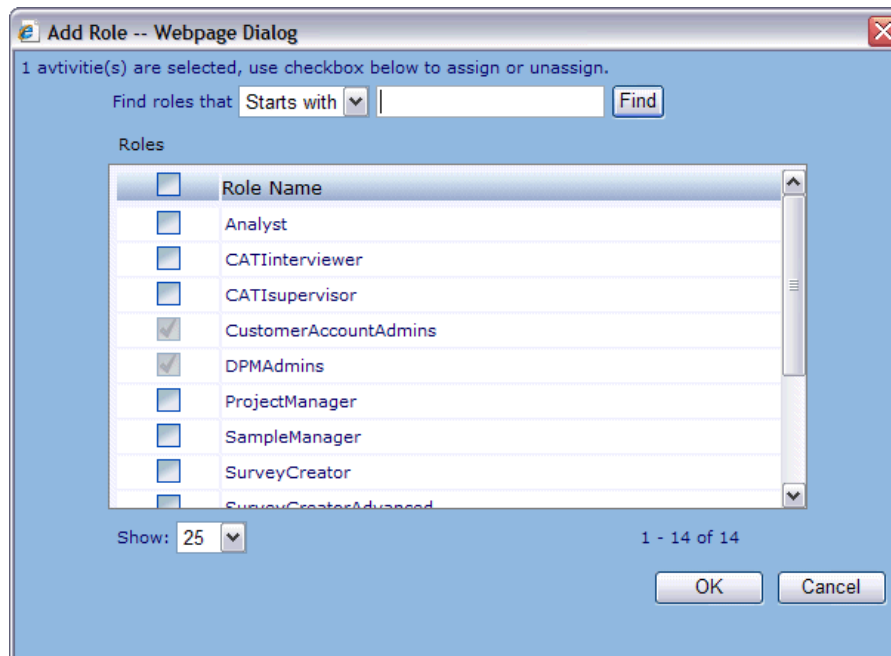 Add Role -- Webpage Dialog
1 avtivitie(s) are selected, use checkbox below to assign or unassign.
Find roles that Starts with Find
Roles
Role Name
Analyst
CATIinterviewer
CATIsupervisor
CustomerAccountAdmins
DPMAdmins
ProjectManager
SampleManager
SurveyCreator
SurveyCreatorAdvanced
Show: 25 1 - 14 of 14
OK Cancel